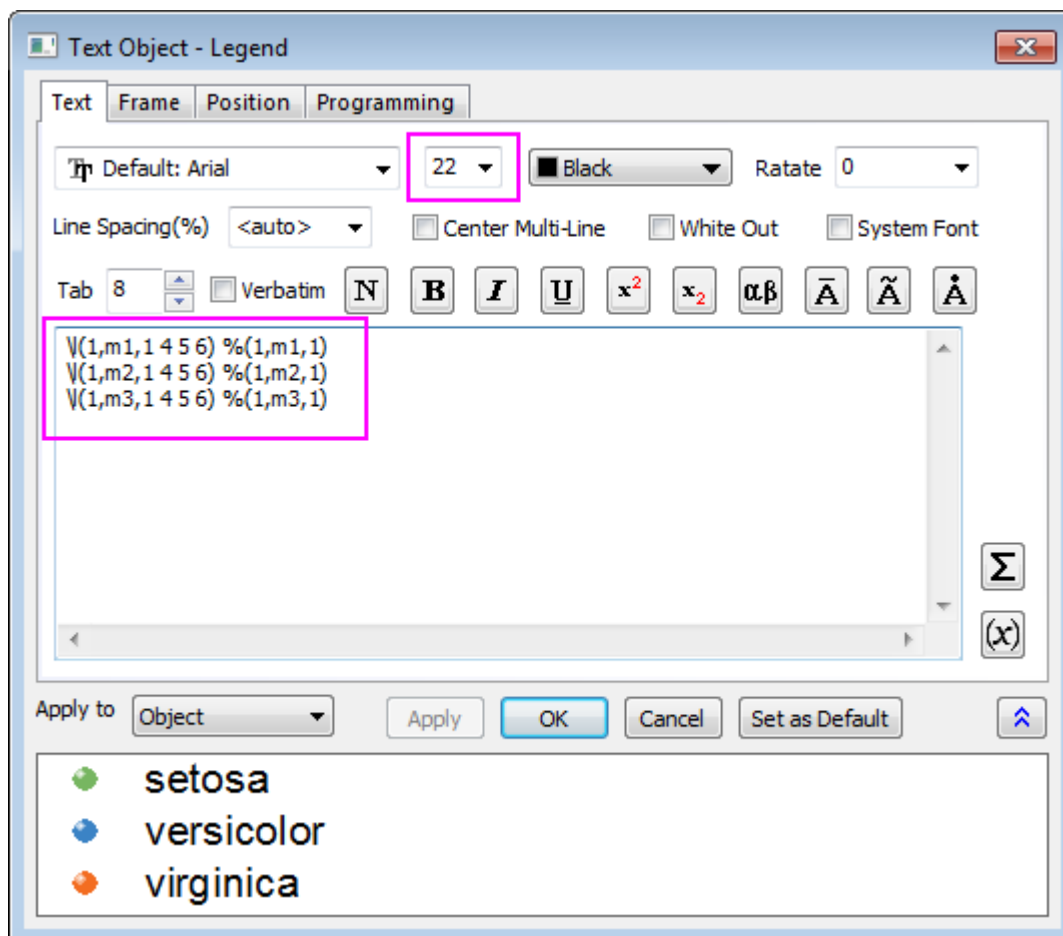 Text Object - Legend
Text Frame Position Programming
Default: Arial 22 Black Ratate 0
Line Spacing(%) <auto> Center Multi-Line White Out System Font
Tab 8 Verbatim N B I U x² x₂ αβ Ā Ã Å
\l(1,m1,1 4 5 6) %(1,m1,1)
\l(1,m2,1 4 5 6) %(1,m2,1)
\l(1,m3,1 4 5 6) %(1,m3,1)
Σ
(x)
Apply to Object Apply OK Cancel Set as Default
setosa
versicolor
virginica